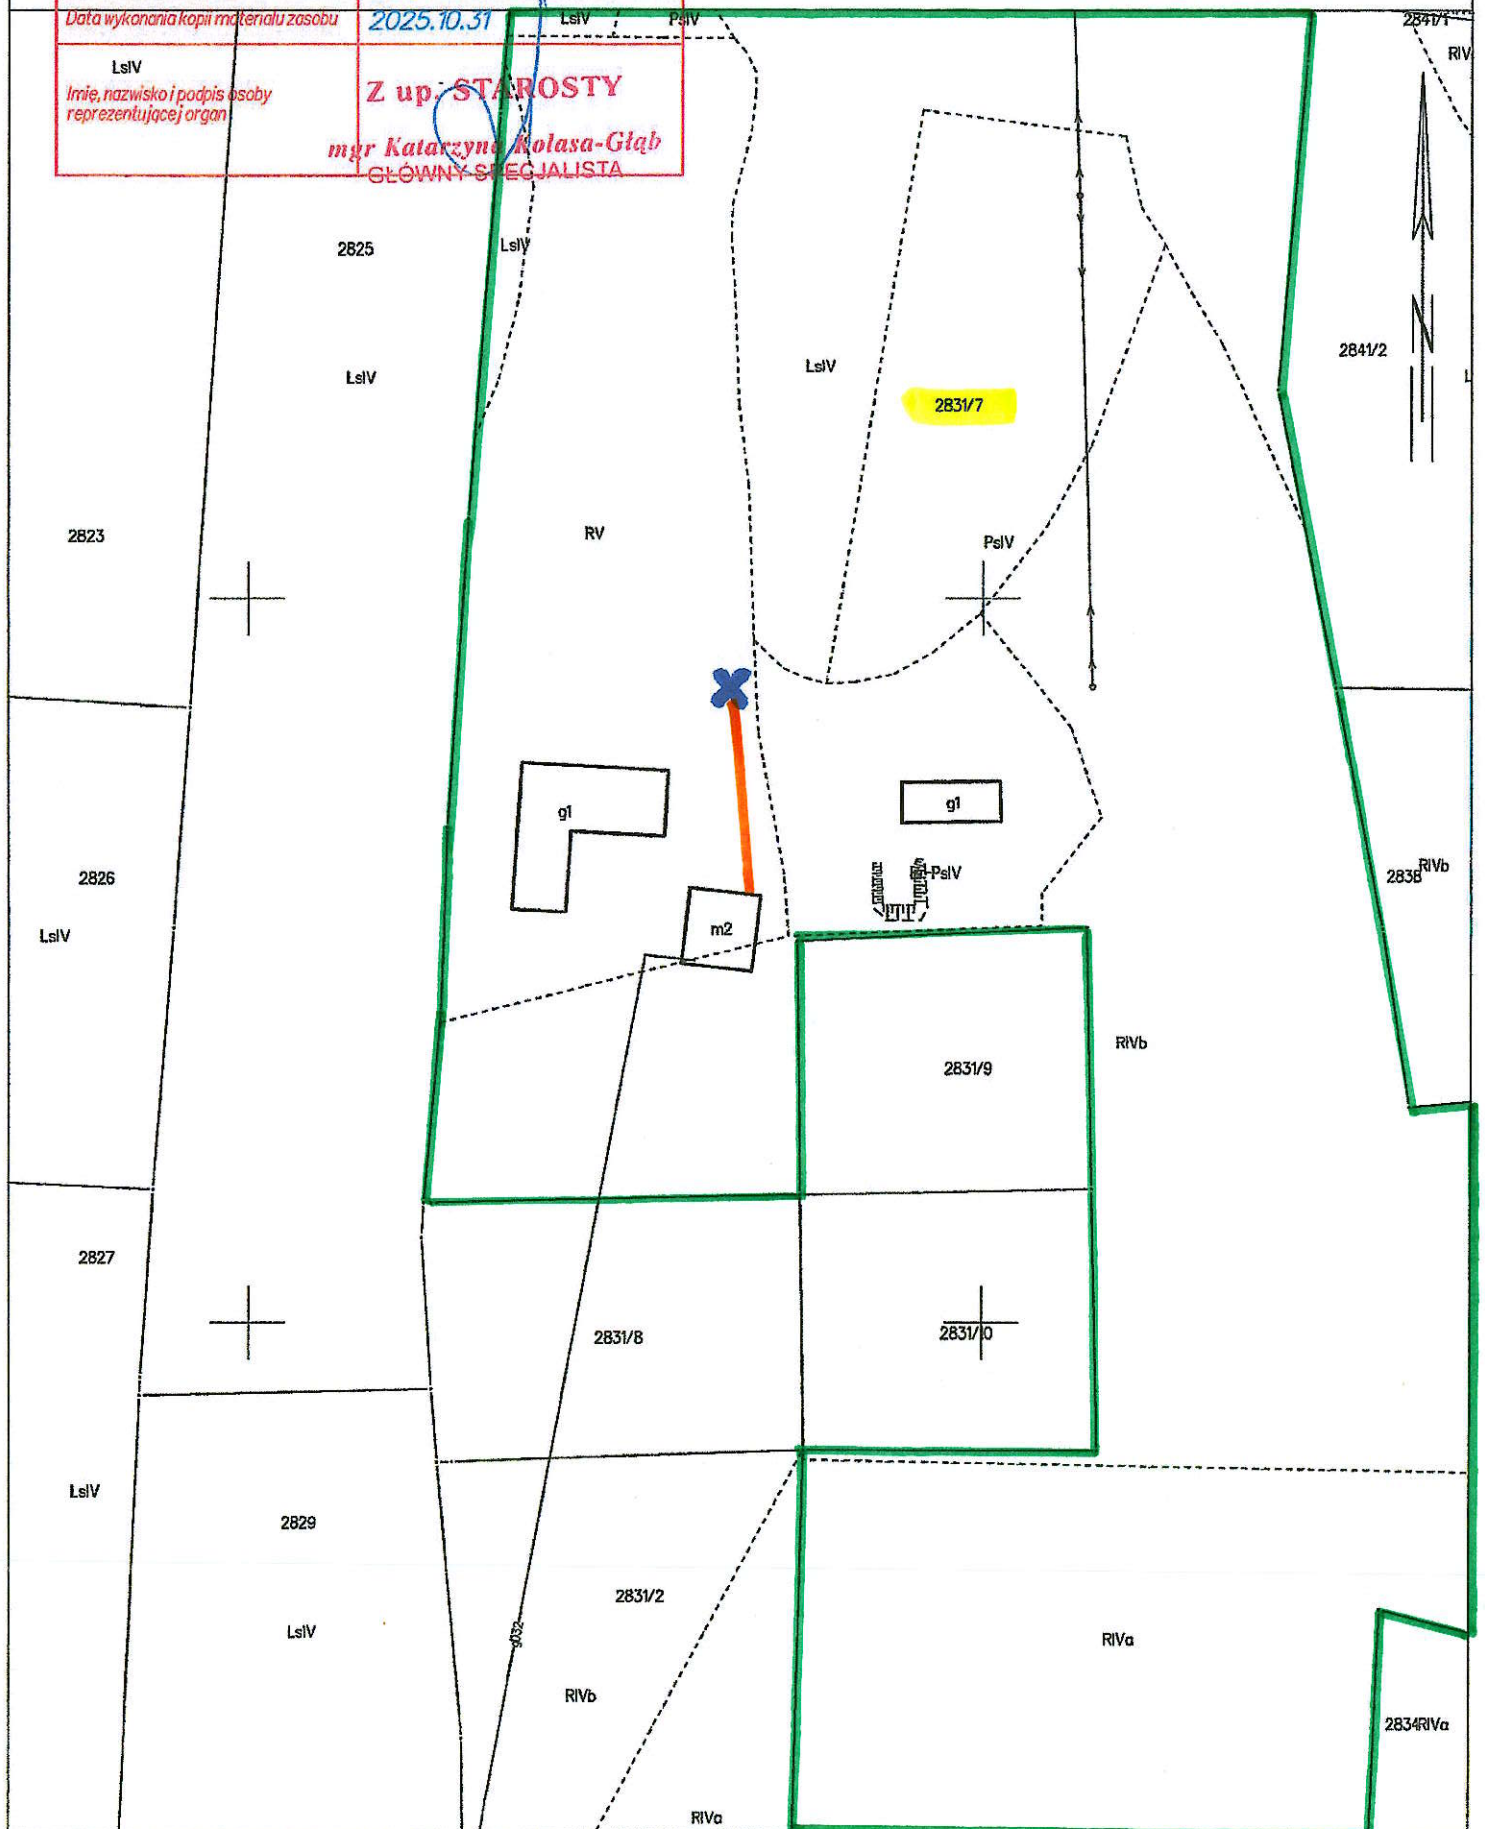 Data wykonania kopii materiału zasobu 2025.10.31
LsIV PsIV 2841/1
RIV
LsIV
Imię, nazwisko i podpis osoby
reprezentującej organ
Z up. STAROSTY
mgr Katarzyna Kolasa-Głąb
GŁÓWNY SPECJALISTA
2825 LsIV
N
2841/2
LsIV LsIV L
2831/7
2823 RV PsIV
g1 g1
2826 PsIV 2838 RIVb
LsIV m2
RIVb
2831/9
2827
2831/8 2831/10
LsIV
2829
2831/2
LsIV g032 RIVa
RIVb
2834 RIVa
RIVa